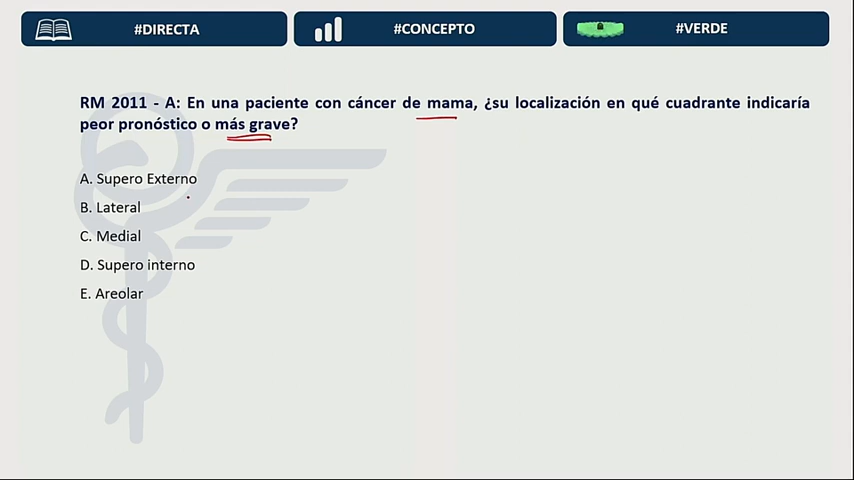 #DIRECTA
#CONCEPTO
#VERDE
RM 2011 - A: En una paciente con cáncer de mama, ¿su localización en qué cuadrante indicaría
peor pronóstico o más grave?
A. Supero Externo
B. Lateral
C. Medial
D. Supero interno
E. Areolar